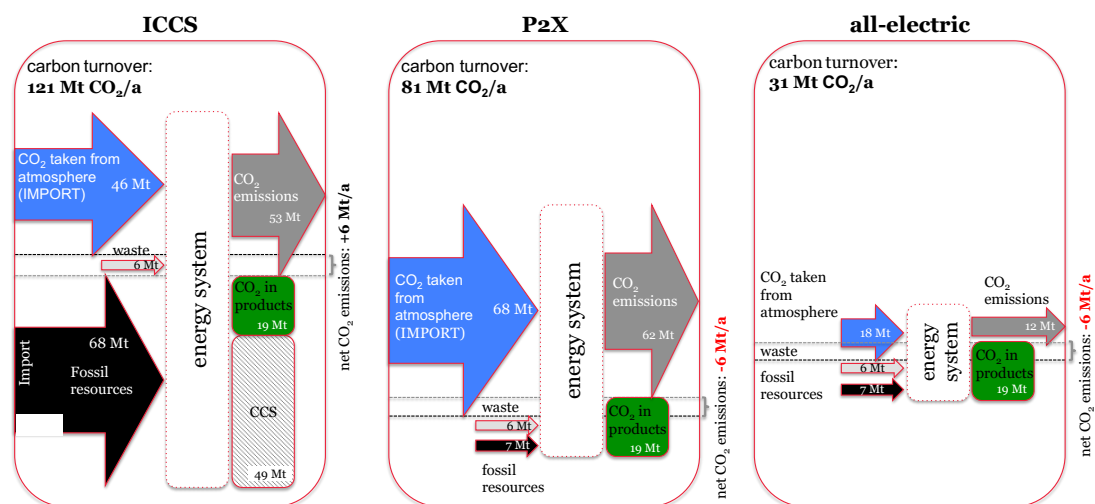 ICCS
carbon turnover:
121 Mt CO₂/a
CO₂ taken from
atmosphere
(IMPORT)
46 Mt
waste
6 Mt
Import
68 Mt
Fossil
resources
energy system
CO₂
emissions
53 Mt
CO₂ in
products
19 Mt
CCS
49 Mt
net CO₂ emissions: +6 Mt/a
P2X
carbon turnover:
81 Mt CO₂/a
CO₂ taken
from
atmosphere
(IMPORT)
68 Mt
waste
6 Mt
7 Mt
fossil
resources
energy system
CO₂
emissions
62 Mt
CO₂ in
products
19 Mt
net CO₂ emissions: -6 Mt/a
all-electric
carbon turnover:
31 Mt CO₂/a
CO₂ taken
from
atmosphere
18 Mt
waste
6 Mt
fossil
resources
7 Mt
energy
system
CO₂
emissions
12 Mt
CO₂ in
products
19 Mt
net CO₂ emissions: -6 Mt/a